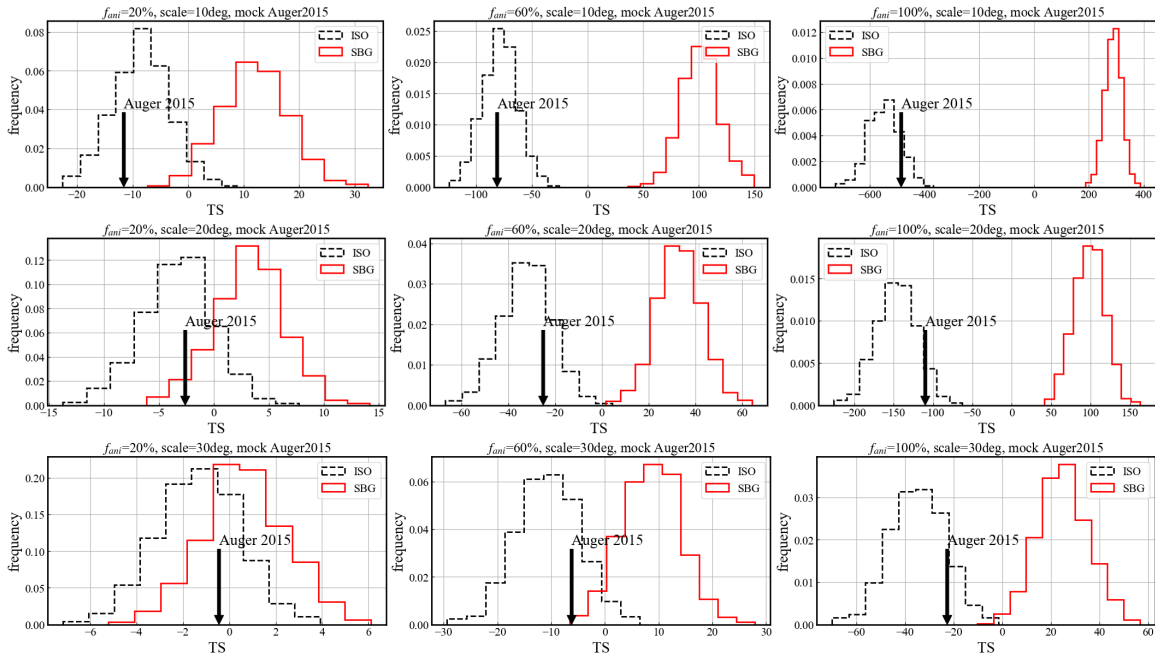 f_ani=20%, scale=10deg, mock Auger2015
frequency
0.08
0.06
0.04
0.02
0.00
ISO
SBG
Auger 2015
−20
−10
0
10
20
30
TS
f_ani=60%, scale=10deg, mock Auger2015
frequency
0.025
0.020
0.015
0.010
0.005
0.000
ISO
SBG
Auger 2015
−100
−50
0
50
100
150
TS
f_ani=100%, scale=10deg, mock Auger2015
frequency
0.012
0.010
0.008
0.006
0.004
0.002
0.000
ISO
SBG
Auger 2015
−600
−400
−200
0
200
400
TS
f_ani=20%, scale=20deg, mock Auger2015
frequency
0.12
0.10
0.08
0.06
0.04
0.02
0.00
ISO
SBG
Auger 2015
−15
−10
−5
0
5
10
15
TS
f_ani=60%, scale=20deg, mock Auger2015
frequency
0.04
0.03
0.02
0.01
0.00
ISO
SBG
Auger 2015
−60
−40
−20
0
20
40
60
TS
f_ani=100%, scale=20deg, mock Auger2015
frequency
0.015
0.010
0.005
0.000
ISO
SBG
Auger 2015
−200
−150
−100
−50
0
50
100
150
TS
f_ani=20%, scale=30deg, mock Auger2015
frequency
0.20
0.15
0.10
0.05
0.00
ISO
SBG
Auger 2015
−6
−4
−2
0
2
4
6
TS
f_ani=60%, scale=30deg, mock Auger2015
frequency
0.06
0.04
0.02
0.00
ISO
SBG
Auger 2015
−30
−20
−10
0
10
20
30
TS
f_ani=100%, scale=30deg, mock Auger2015
frequency
0.03
0.02
0.01
0.00
ISO
SBG
Auger 2015
−60
−40
−20
0
20
40
60
TS